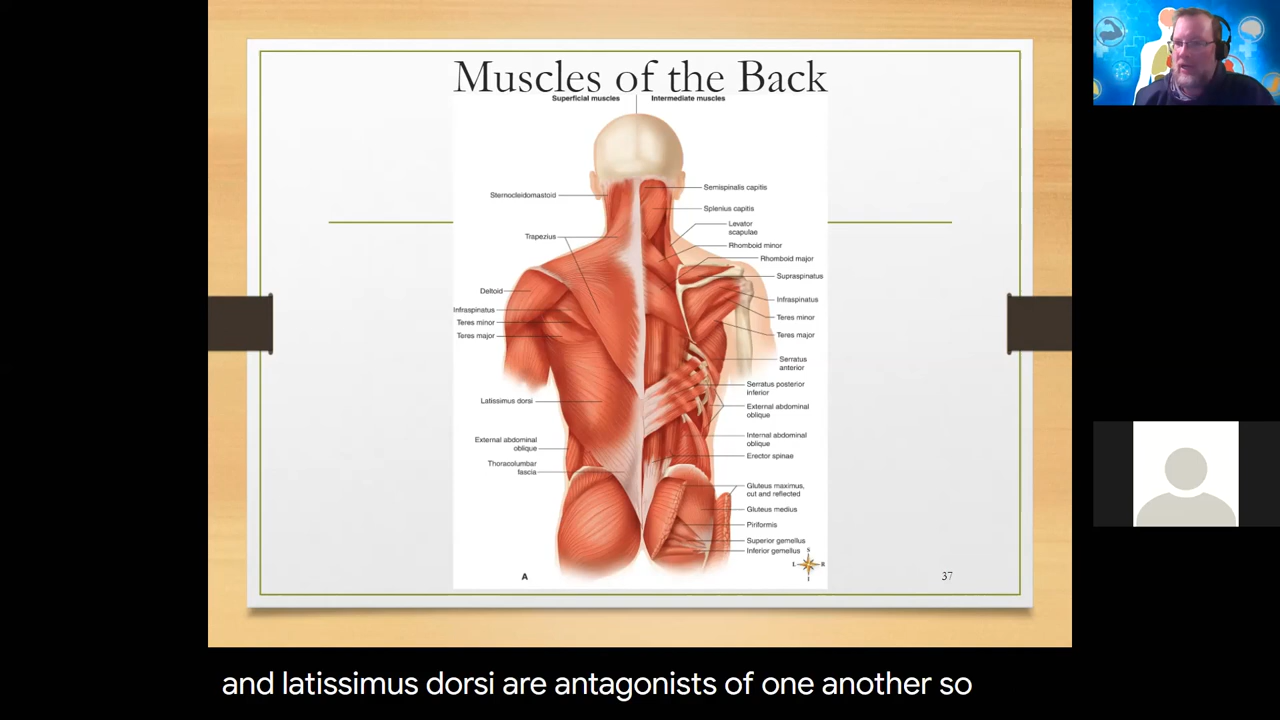 Muscles of the Back
Superficial muscles
Intermediate muscles
Sternocleidomastoid
Trapezius
Deltoid
Infraspinatus
Teres minor
Teres major
Latissimus dorsi
External abdominal
oblique
Thoracolumbar
fascia
Semispinalis capitis
Splenius capitis
Levator
scapulae
Rhomboid minor
Rhomboid major
Supraspinatus
Infraspinatus
Teres minor
Teres major
Serratus
anterior
Serratus posterior
inferior
External abdominal
oblique
Internal abdominal
oblique
Erector spinae
Gluteus maximus,
cut and reflected
Gluteus medius
Piriformis
Superior gemellus
Inferior gemellus
S
L R
I
A
37
and latissimus dorsi are antagonists of one another so